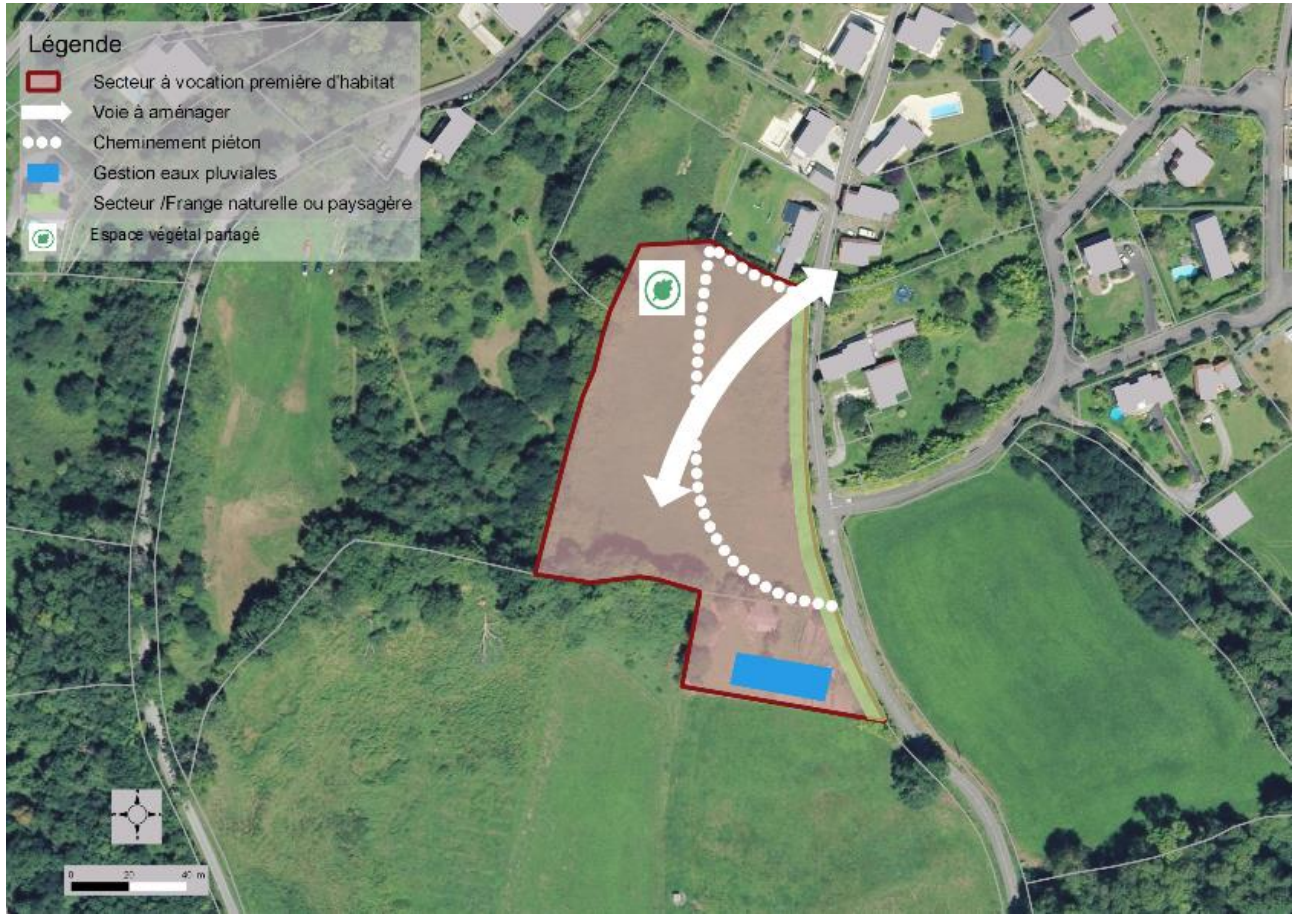 Légende
Secteur à vocation première d'habitat
Voie à aménager
Cheminement piéton
Gestion eaux pluviales
Secteur /Frange naturelle ou paysagère
Espace végétal partagé
0 20 40 m